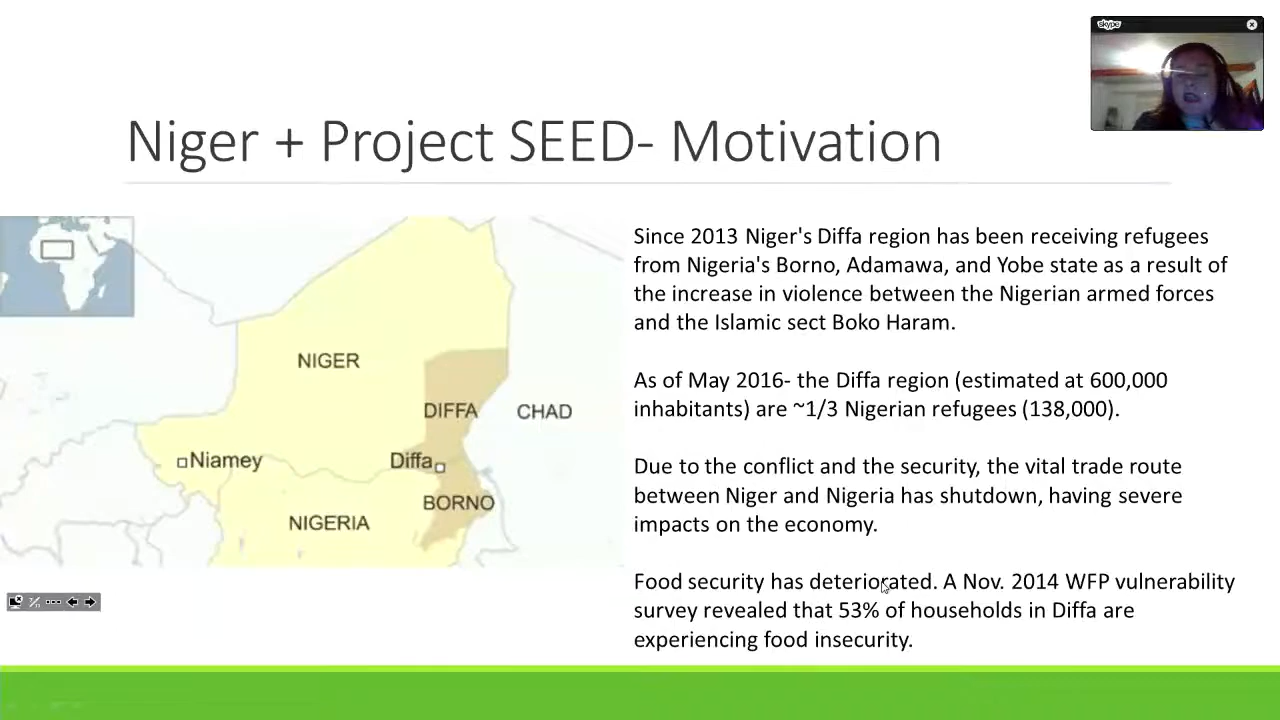 skype
Niger + Project SEED- Motivation
Since 2013 Niger's Diffa region has been receiving refugees
from Nigeria's Borno, Adamawa, and Yobe state as a result of
the increase in violence between the Nigerian armed forces
and the Islamic sect Boko Haram.
As of May 2016- the Diffa region (estimated at 600,000
inhabitants) are ~1/3 Nigerian refugees (138,000).
Due to the conflict and the security, the vital trade route
between Niger and Nigeria has shutdown, having severe
impacts on the economy.
Food security has deteriorated. A Nov. 2014 WFP vulnerability
survey revealed that 53% of households in Diffa are
experiencing food insecurity.
NIGER
DIFFA
CHAD
Niamey
Diffa
BORNO
NIGERIA